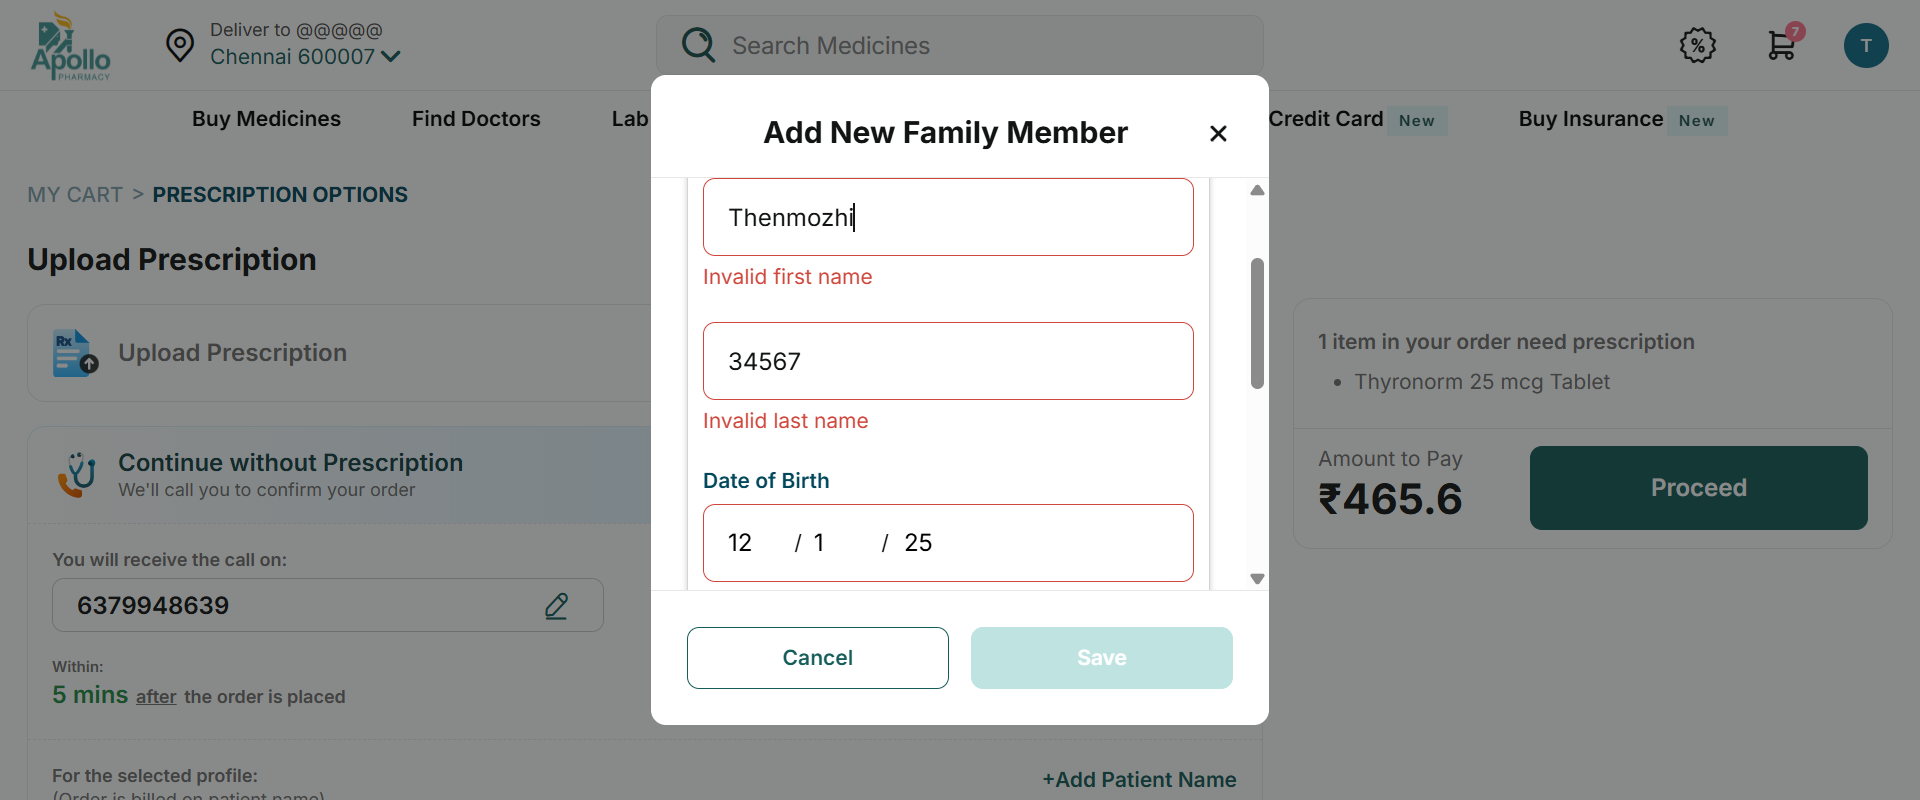 Apollo
PHARMACY
Deliver to @@@@@
Chennai 600007
Search Medicines
%
7
T
Buy Medicines
Find Doctors
Lab
Credit Card New
Buy Insurance New
MY CART > PRESCRIPTION OPTIONS
Upload Prescription
Rx
Upload Prescription
Continue without Prescription
We'll call you to confirm your order
You will receive the call on:
6379948639
Within:
5 mins after the order is placed
For the selected profile:
(Order is billed on patient name)
+Add Patient Name
Add New Family Member
Thenmozhi
Invalid first name
34567
Invalid last name
Date of Birth
12 / 1 / 25
Cancel
Save
1 item in your order need prescription
• Thyronorm 25 mcg Tablet
Amount to Pay
₹465.6
Proceed